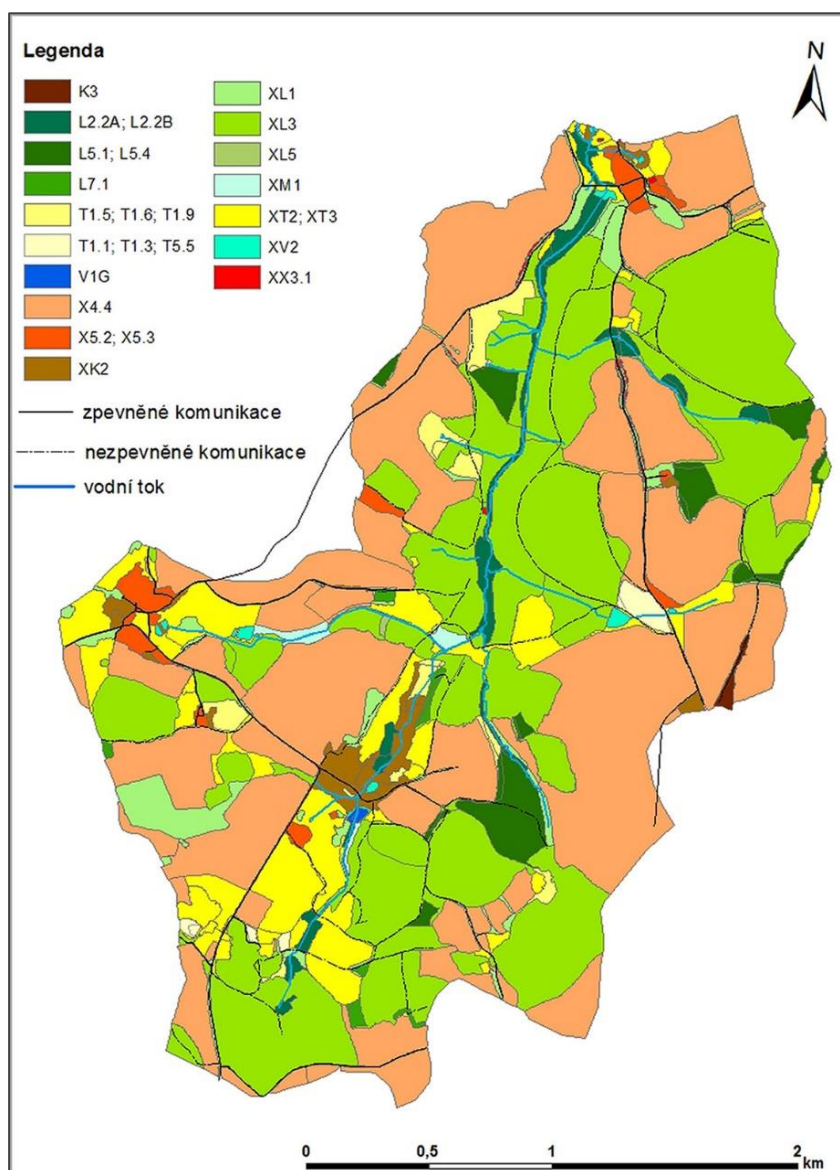 Legenda
N
K3
L2.2A; L2.2B
L5.1; L5.4
L7.1
T1.5; T1.6; T1.9
T1.1; T1.3; T5.5
V1G
X4.4
X5.2; X5.3
XK2
XL1
XL3
XL5
XM1
XT2; XT3
XV2
XX3.1
zpevněné komunikace
nezpevněné komunikace
vodní tok
0 0,5 1 2
km